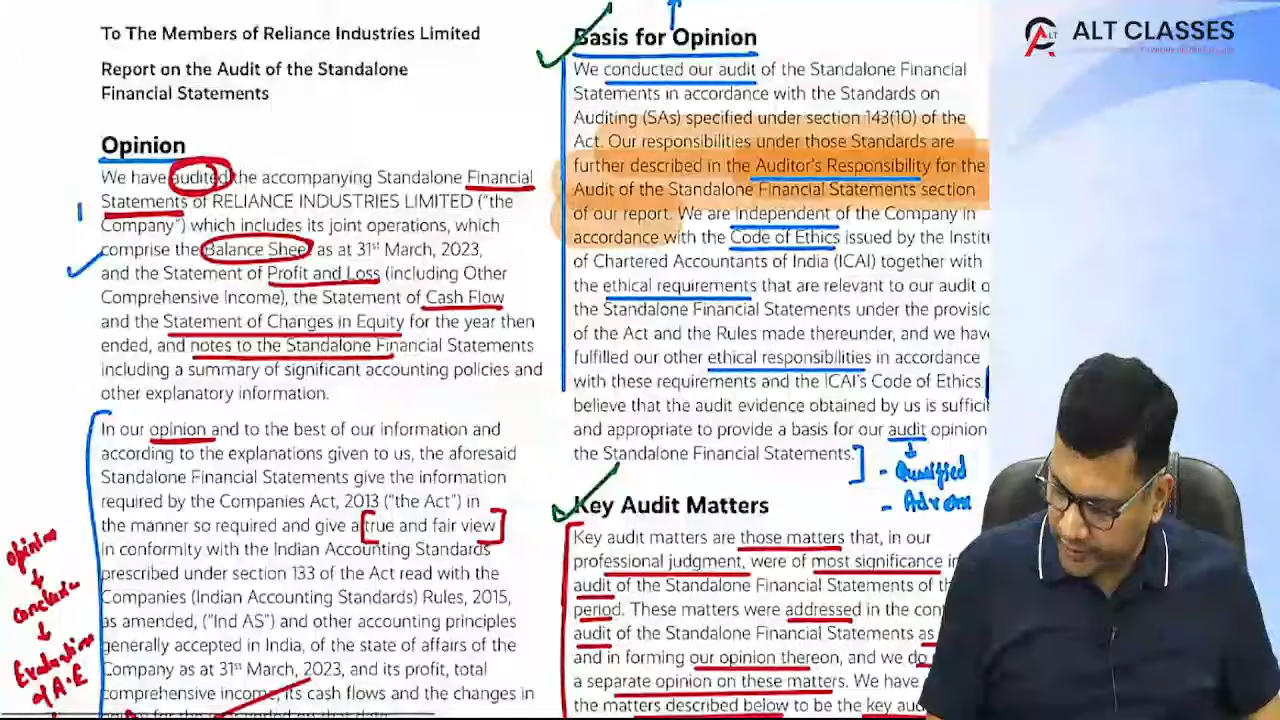 To The Members of Reliance Industries Limited
Report on the Audit of the Standalone
Financial Statements
Opinion
We have audited the accompanying Standalone Financial
Statements of RELIANCE INDUSTRIES LIMITED ("the
Company") which includes its joint operations, which
comprise the Balance Sheet as at 31st March, 2023,
and the Statement of Profit and Loss (including Other
Comprehensive Income), the Statement of Cash Flow
and the Statement of Changes in Equity for the year then
ended, and notes to the Standalone Financial Statements
including a summary of significant accounting policies and
other explanatory information.
In our opinion and to the best of our information and
according to the explanations given to us, the aforesaid
Standalone Financial Statements give the information
required by the Companies Act, 2013 ("the Act") in
the manner so required and give a true and fair view
in conformity with the Indian Accounting Standards
prescribed under section 133 of the Act read with the
Companies (Indian Accounting Standards) Rules, 2015,
as amended, ("Ind AS") and other accounting principles
generally accepted in India, of the state of affairs of the
Company as at 31st March, 2023, and its profit, total
comprehensive income, its cash flows and the changes in
opinion
conclusion
Evaluation
of A.E
Basis for Opinion
We conducted our audit of the Standalone Financial
Statements in accordance with the Standards on
Auditing (SAs) specified under section 143(10) of the
Act. Our responsibilities under those Standards are
further described in the Auditor's Responsibility for the
Audit of the Standalone Financial Statements section
of our report. We are independent of the Company in
accordance with the Code of Ethics issued by the Instit
of Chartered Accountants of India (ICAI) together with
the ethical requirements that are relevant to our audit o
the Standalone Financial Statements under the provisi
of the Act and the Rules made thereunder, and we hav
fulfilled our other ethical responsibilities in accordance
with these requirements and the ICAI's Code of Ethics.
believe that the audit evidence obtained by us is suffici
and appropriate to provide a basis for our audit opinion
the Standalone Financial Statements.
- Qualified
- Adverse
Key Audit Matters
Key audit matters are those matters that, in our
professional judgment, were of most significance in
audit of the Standalone Financial Statements of th
period. These matters were addressed in the con
audit of the Standalone Financial Statements as
and in forming our opinion thereon, and we do
a separate opinion on these matters. We have
the matters described below to be the key aud
ALT CLASSES